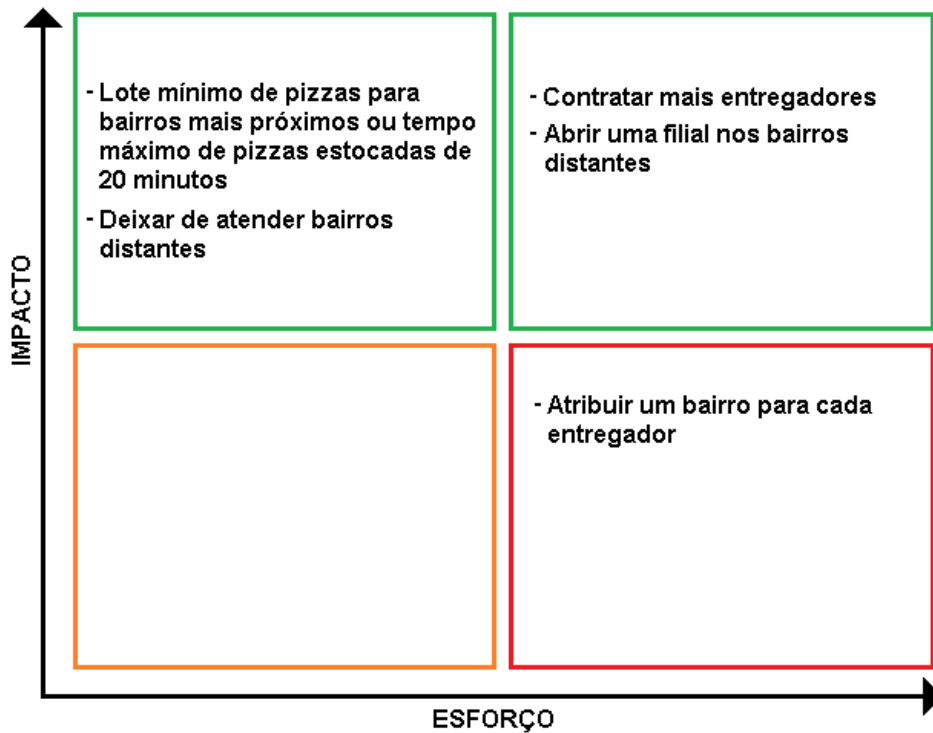 - Lote mínimo de pizzas para
bairros mais próximos ou tempo
máximo de pizzas estocadas de
20 minutos
- Deixar de atender bairros
distantes
- Contratar mais entregadores
- Abrir uma filial nos bairros
distantes
- Atribuir um bairro para cada
entregador
IMPACTO
ESFORÇO